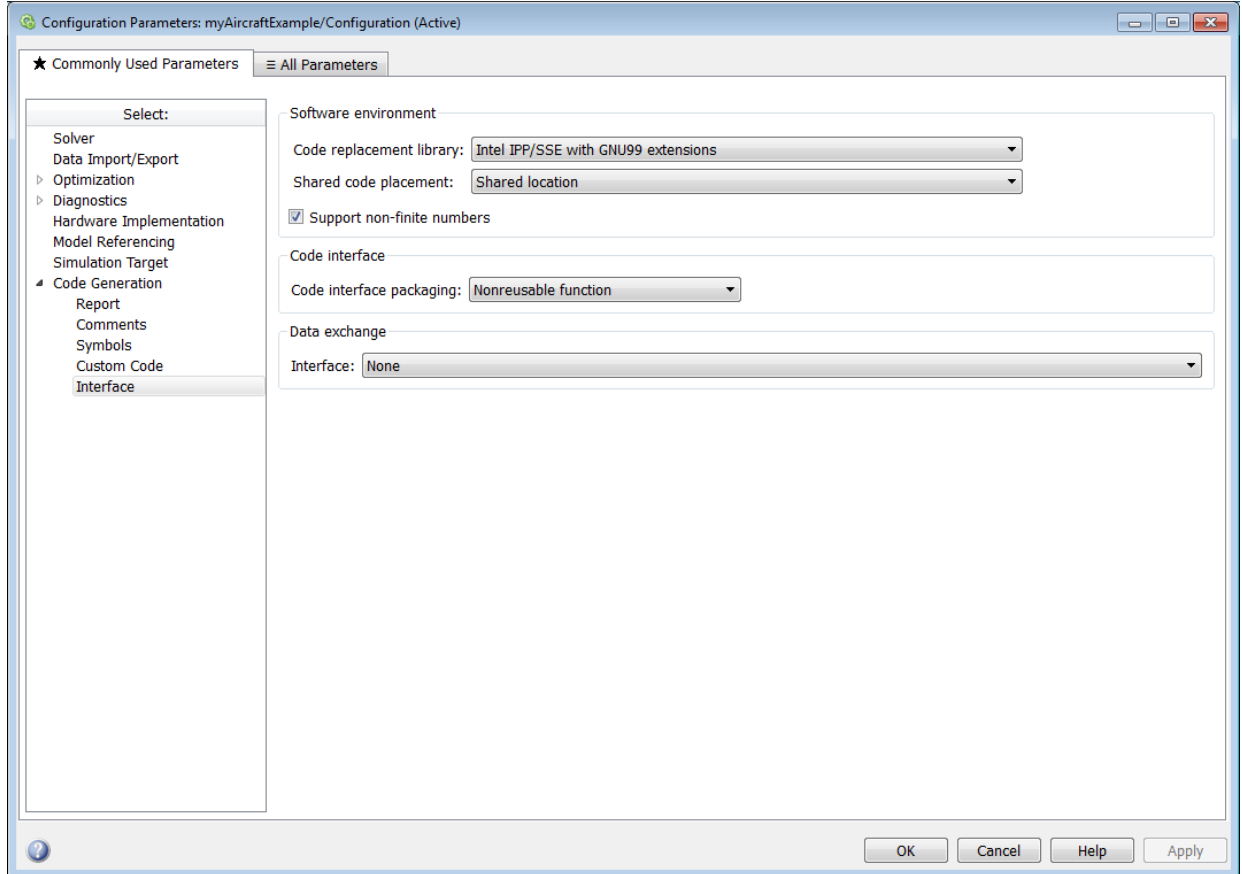 Configuration Parameters: myAircraftExample/Configuration (Active)
★ Commonly Used Parameters
≡ All Parameters
Select:
Solver
Data Import/Export
Optimization
Diagnostics
Hardware Implementation
Model Referencing
Simulation Target
Code Generation
Report
Comments
Symbols
Custom Code
Interface
Software environment
Code replacement library: Intel IPP/SSE with GNU99 extensions
Shared code placement: Shared location
Support non-finite numbers
Code interface
Code interface packaging: Nonreusable function
Data exchange
Interface: None
?
OK Cancel Help Apply